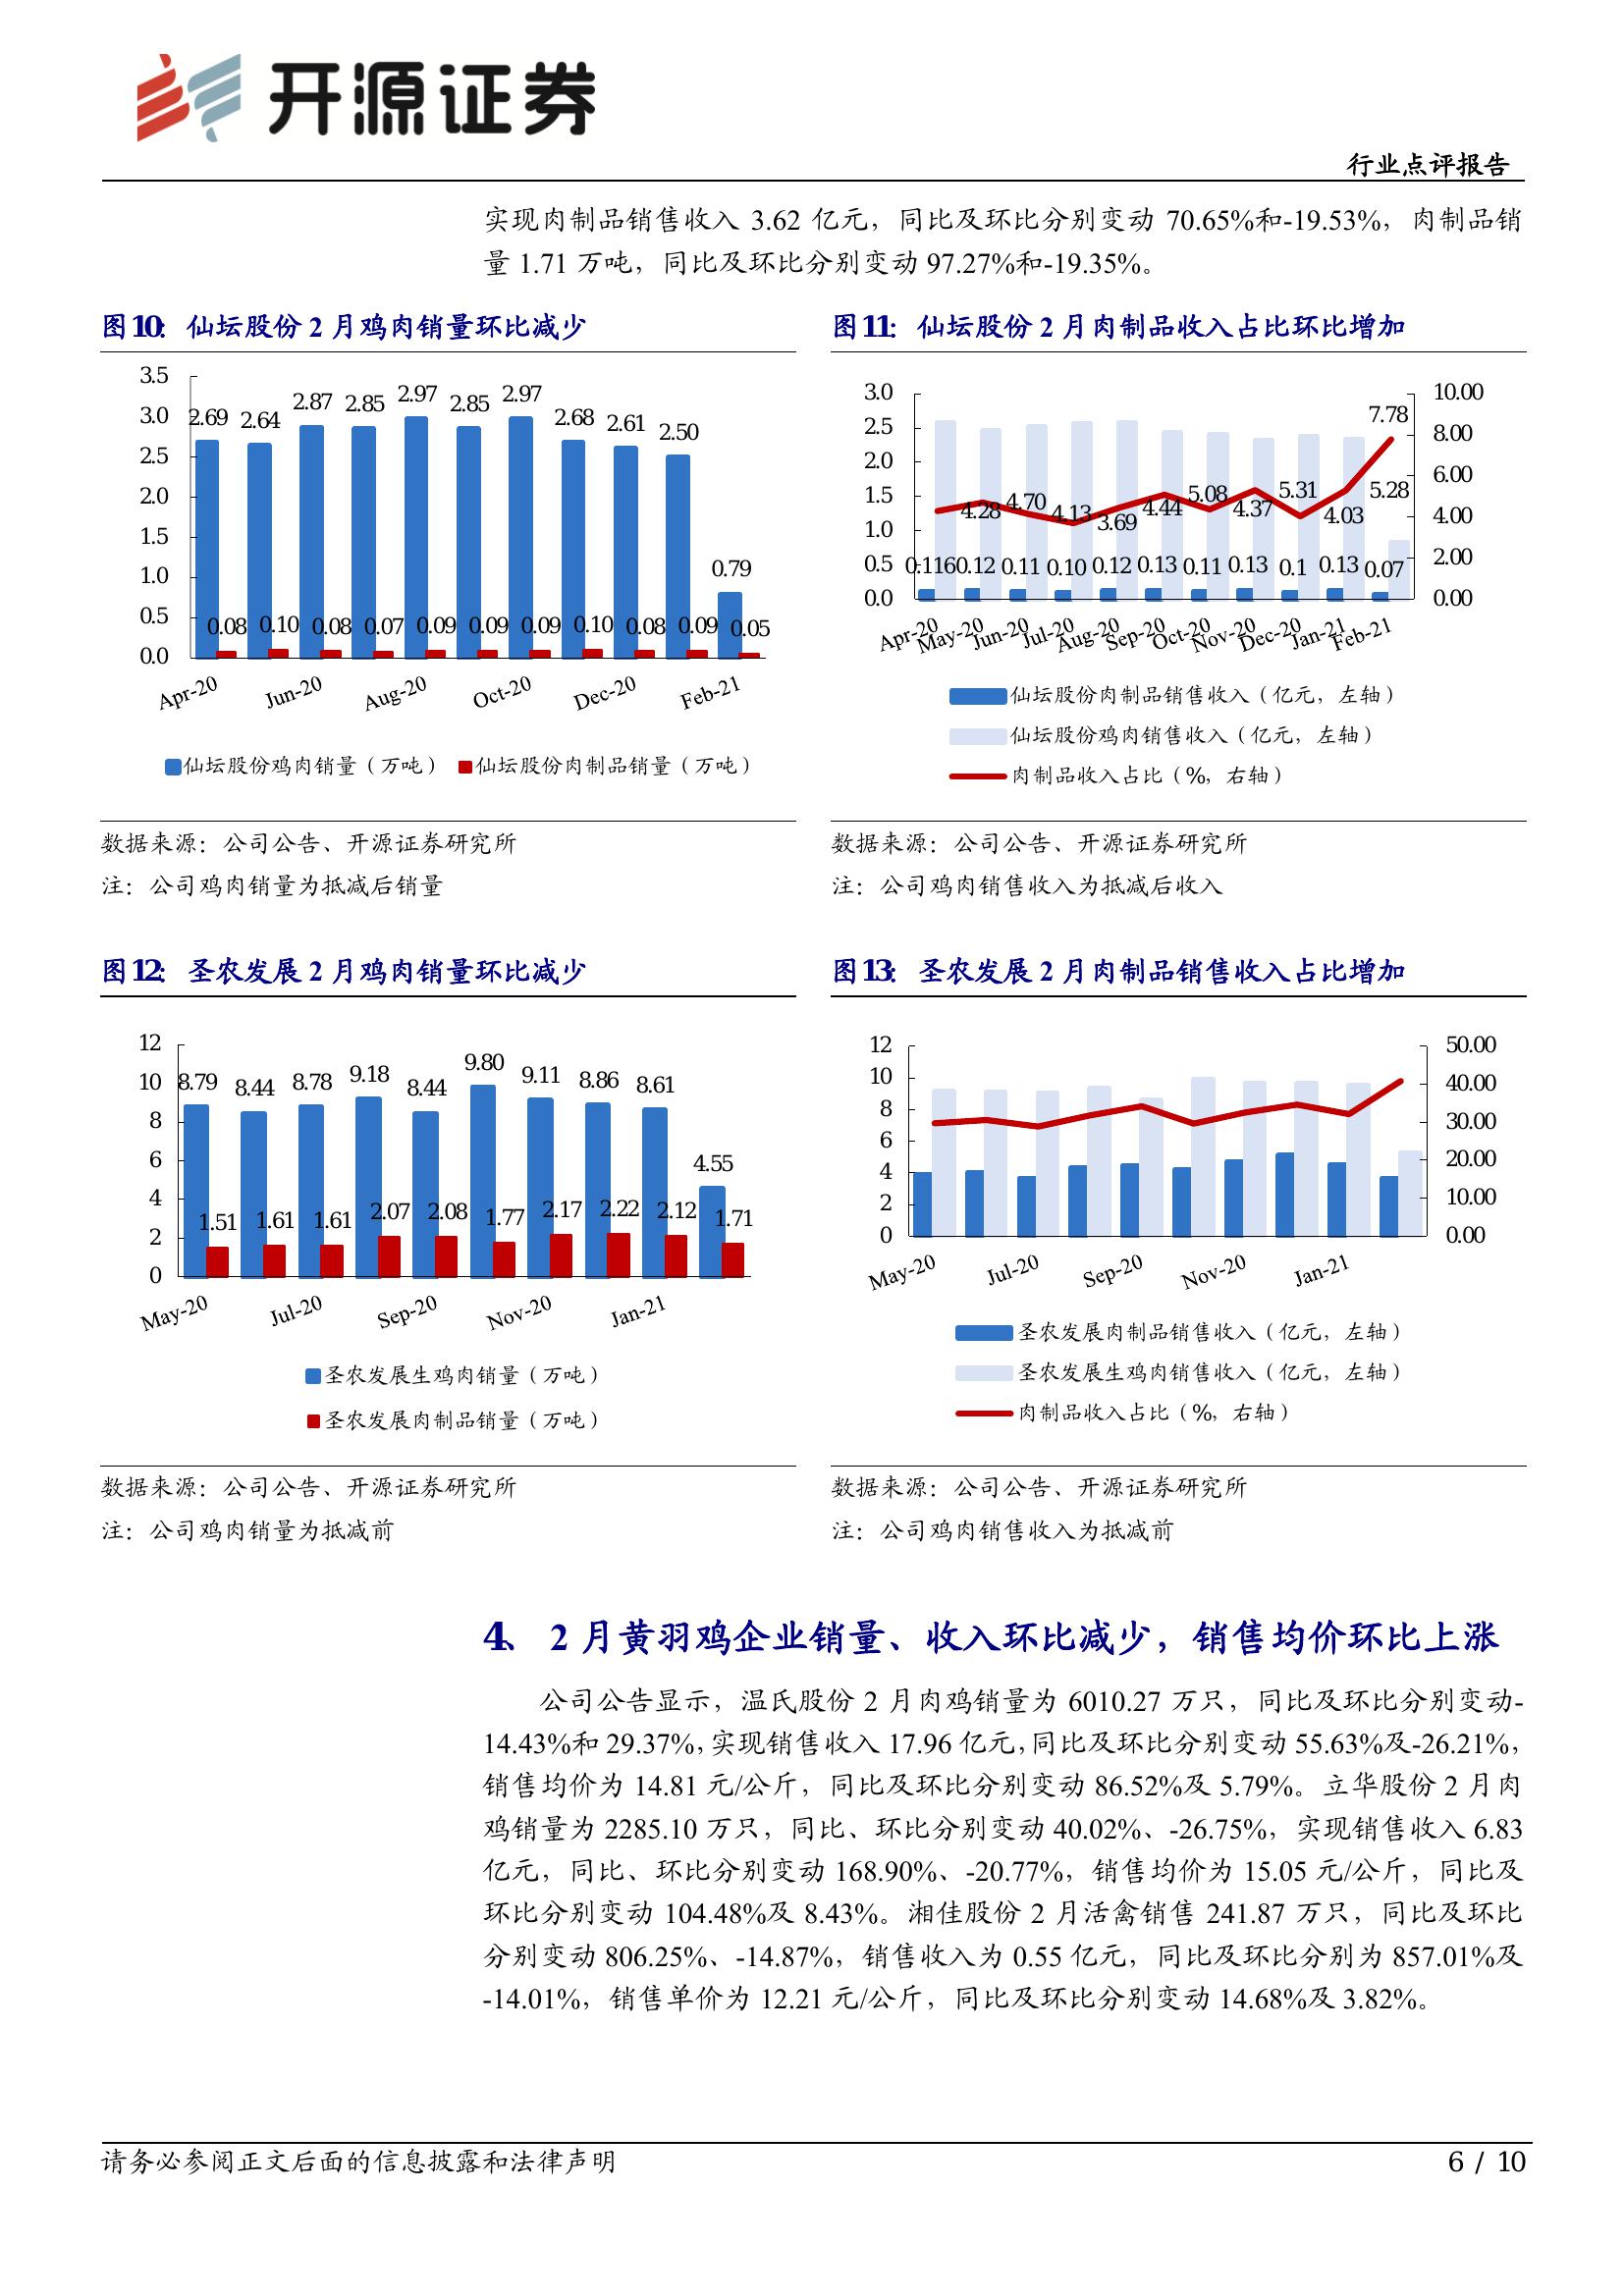 开源证券
行业点评报告
实现肉制品销售收入 3.62 亿元，同比及环比分别变动 70.65%和-19.53%，肉制品销
量 1.71 万吨，同比及环比分别变动 97.27%和-19.35%。
图10： 仙坛股份 2 月鸡肉销量环比减少
3.5
3.0
2.5
2.0
1.5
1.0
0.5
0.0
2.69 2.64 2.87 2.85 2.97 2.85 2.97 2.68 2.61 2.50 0.79
0.08 0.10 0.08 0.07 0.09 0.09 0.09 0.10 0.08 0.09 0.05
Apr-20 Jun-20 Aug-20 Oct-20 Dec-20 Feb-21
仙坛股份鸡肉销量（万吨） 仙坛股份肉制品销量（万吨）
数据来源：公司公告、开源证券研究所
注：公司鸡肉销量为抵减后销量
图11： 仙坛股份 2 月肉制品收入占比环比增加
3.0
2.5
2.0
1.5
1.0
0.5
0.0
10.00
8.00
6.00
4.00
2.00
0.00
4.28 4.70 4.13 3.69 4.44 5.08 4.37 5.31 4.03 5.28 7.78
0.116 0.12 0.11 0.10 0.12 0.13 0.11 0.13 0.1 0.13 0.07
Apr-20 May-20 Jun-20 Jul-20 Aug-20 Sep-20 Oct-20 Nov-20 Dec-20 Jan-21 Feb-21
仙坛股份肉制品销售收入（亿元，左轴）
仙坛股份鸡肉销售收入（亿元，左轴）
肉制品收入占比（%，右轴）
数据来源：公司公告、开源证券研究所
注：公司鸡肉销售收入为抵减后收入
图12： 圣农发展 2 月鸡肉销量环比减少
12
10
8
6
4
2
0
8.79 8.44 8.78 9.18 8.44 9.80 9.11 8.86 8.61 4.55
1.51 1.61 1.61 2.07 2.08 1.77 2.17 2.22 2.12 1.71
May-20 Jul-20 Sep-20 Nov-20 Jan-21
圣农发展生鸡肉销量（万吨）
圣农发展肉制品销量（万吨）
数据来源：公司公告、开源证券研究所
注：公司鸡肉销量为抵减前
图13： 圣农发展 2 月肉制品销售收入占比增加
12
10
8
6
4
2
0
50.00
40.00
30.00
20.00
10.00
0.00
May-20 Jul-20 Sep-20 Nov-20 Jan-21
圣农发展肉制品销售收入（亿元，左轴）
圣农发展生鸡肉销售收入（亿元，左轴）
肉制品收入占比（%，右轴）
数据来源：公司公告、开源证券研究所
注：公司鸡肉销售收入为抵减前
4、 2 月黄羽鸡企业销量、收入环比减少，销售均价环比上涨
公司公告显示，温氏股份 2 月肉鸡销量为 6010.27 万只，同比及环比分别变动-
14.43%和 29.37%，实现销售收入 17.96 亿元，同比及环比分别变动 55.63%及-26.21%，
销售均价为 14.81 元/公斤，同比及环比分别变动 86.52%及 5.79%。立华股份 2 月肉
鸡销量为 2285.10 万只，同比、环比分别变动 40.02%、-26.75%，实现销售收入 6.83
亿元，同比、环比分别变动 168.90%、-20.77%，销售均价为 15.05 元/公斤，同比及
环比分别变动 104.48%及 8.43%。湘佳股份 2 月活禽销售 241.87 万只，同比及环比
分别变动 806.25%、-14.87%，销售收入为 0.55 亿元，同比及环比分别为 857.01%及
-14.01%，销售单价为 12.21 元/公斤，同比及环比分别变动 14.68%及 3.82%。
请务必参阅正文后面的信息披露和法律声明
6 / 10